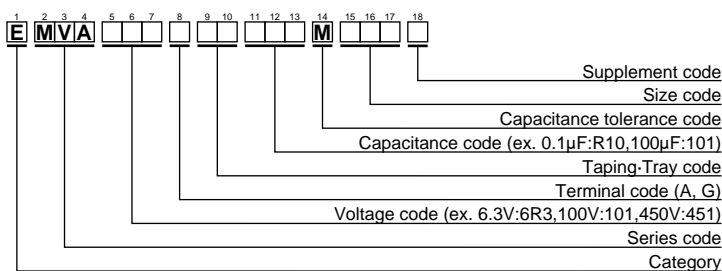 1 2 3 4 5 6 7 8 9 10 11 12 13 14 15 16 17 18
E M V A M
Supplement code
Size code
Capacitance tolerance code
Capacitance code (ex. 0.1µF:R10,100µF:101)
Taping·Tray code
Terminal code (A, G)
Voltage code (ex. 6.3V:6R3,100V:101,450V:451)
Series code
Category